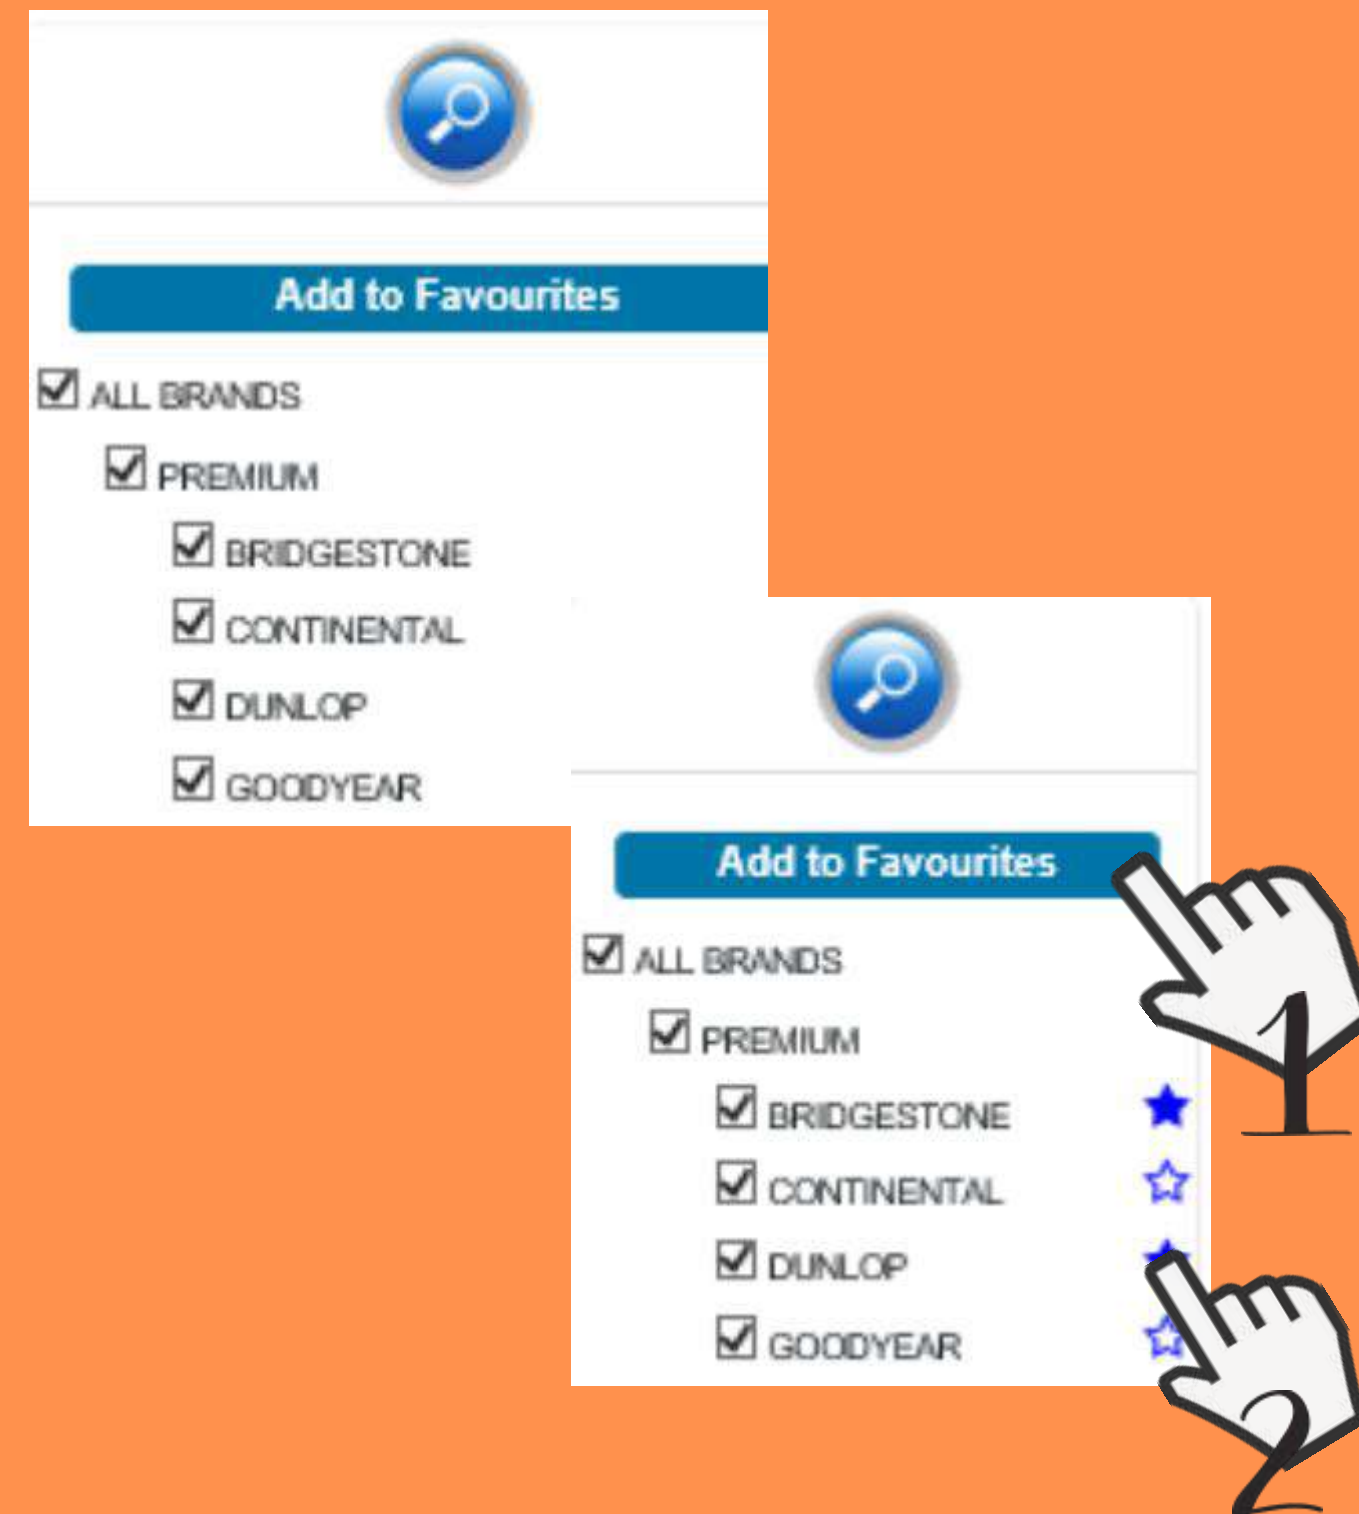 Add to Favourites
ALL BRANDS
PREMIUM
BRIDGESTONE
CONTINENTAL
DUNLOP
GOODYEAR
Add to Favourites
ALL BRANDS
PREMIUM
BRIDGESTONE
CONTINENTAL
DUNLOP
GOODYEAR
1
2